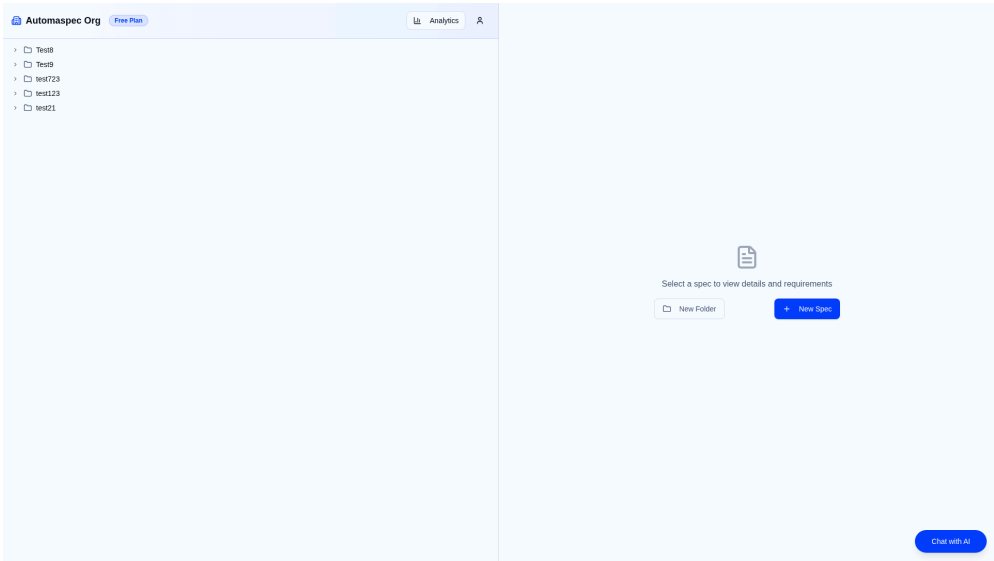 Automaspec Org
Free Plan
Analytics
Test8
Test9
test723
test123
test21
Select a spec to view details and requirements
New Folder
New Spec
Chat with AI